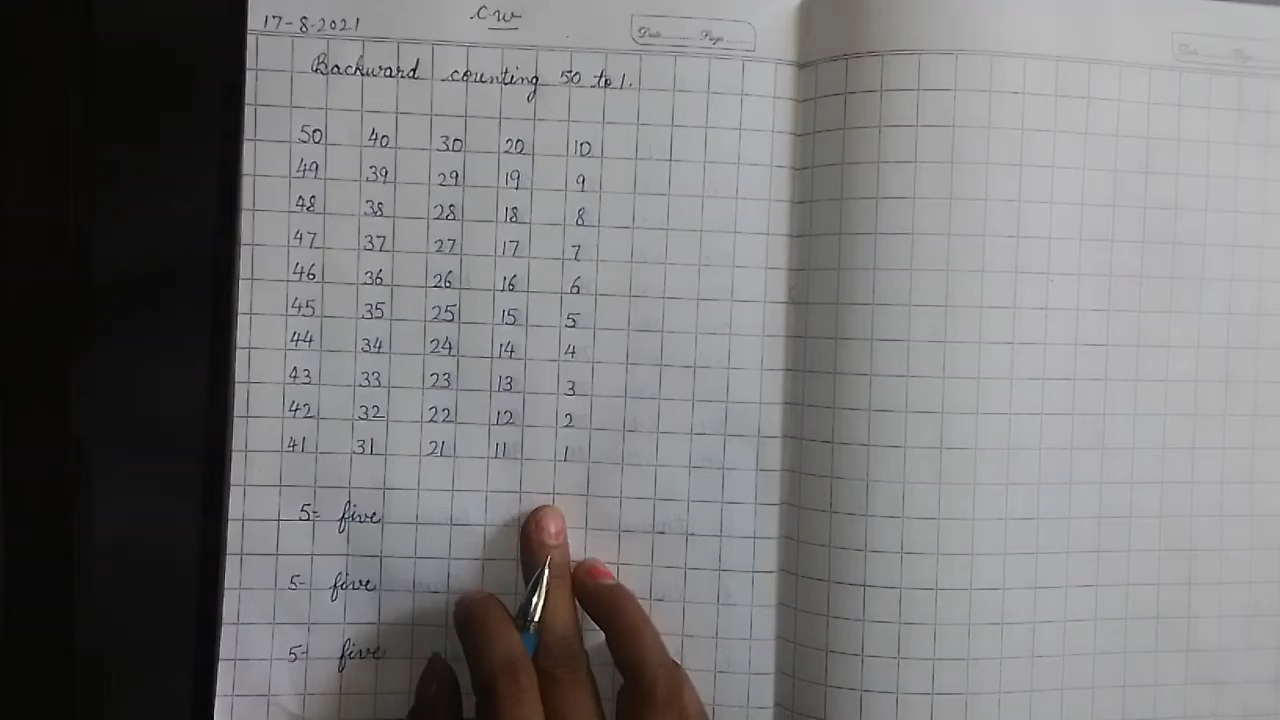 17-8-2021 C.W Date........ Page........
Backward counting 50 to 1.
50 40 30 20 10
49 39 29 19 9
48 38 28 18 8
47 37 27 17 7
46 36 26 16 6
45 35 25 15 5
44 34 24 14 4
43 33 23 13 3
42 32 22 12 2
41 31 21 11 1
5- five
5- five
5- five